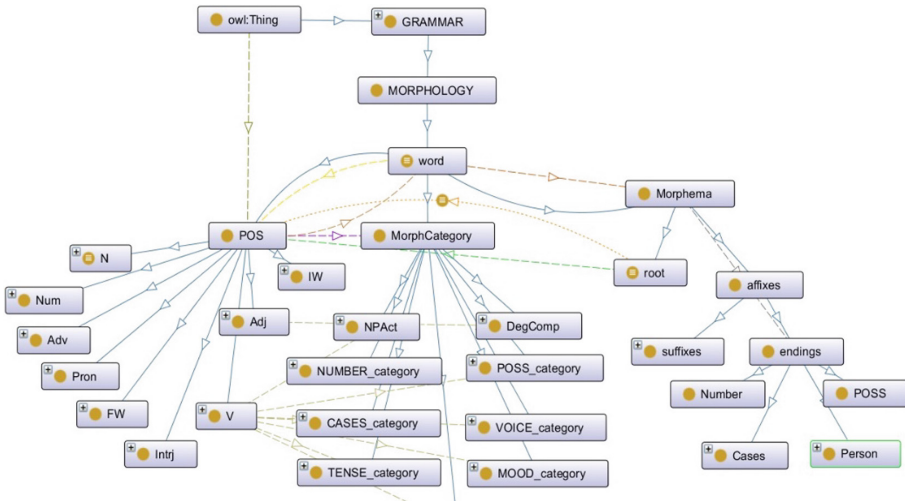 owl:Thing
GRAMMAR
MORPHOLOGY
word
Morphema
POS
MorphCategory
N
IW
root
affixes
Num
Adj
NPAct
DegComp
Adv
suffixes
endings
Pron
NUMBER_category
POSS_category
Number
POSS
FW
V
CASES_category
VOICE_category
Intrj
TENSE_category
MOOD_category
Cases
Person